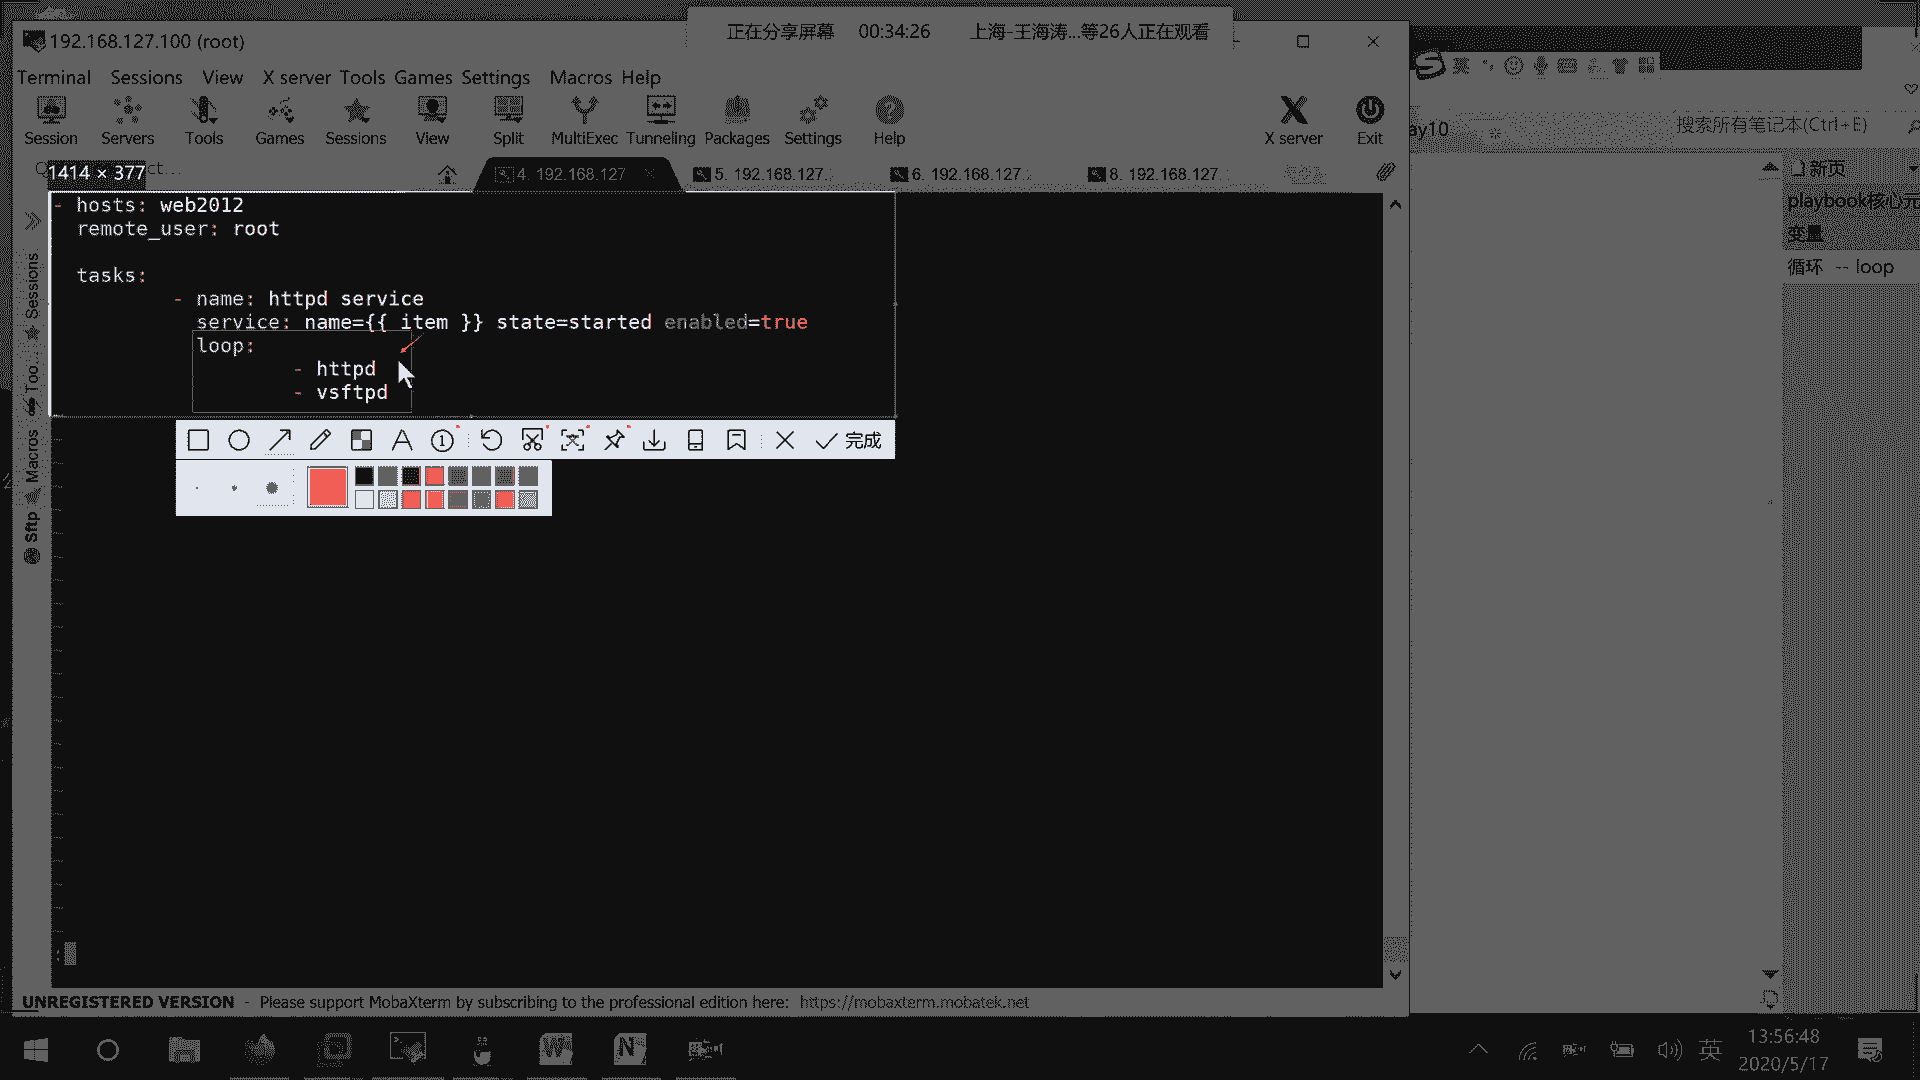 正在分享屏幕 00:34:26 上海-王海涛...等26人正在观看
192.168.127.100 (root)
Terminal Sessions View X server Tools Games Settings Macros Help
Session Servers Tools Games Sessions View Split MultiExec Tunneling Packages Settings Help X server Exit
英
ay10
搜索所有笔记本(Ctrl+E)
1414 × 377
4. 192.168.127 5. 192.168.127. 6. 192.168.127. 8. 192.168.127.
新页
playbook核心元
变量
循环 -- loop
- hosts: web2012
remote_user: root
tasks:
- name: httpd service
service: name={{ item }} state=started enabled=true
loop:
- httpd
- vsftpd
Sessions
Too...
Macros
Sftp
完成
:
UNREGISTERED VERSION - Please support MobaXterm by subscribing to the professional edition here: https://mobaxterm.mobatek.net
英
13:56:48
2020/5/17